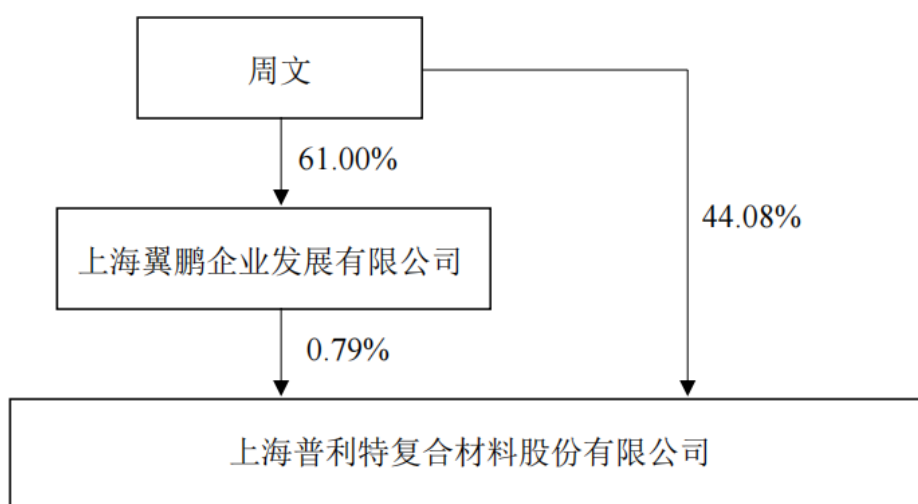 周文
61.00%
44.08%
上海翼鹏企业发展有限公司
0.79%
上海普利特复合材料股份有限公司